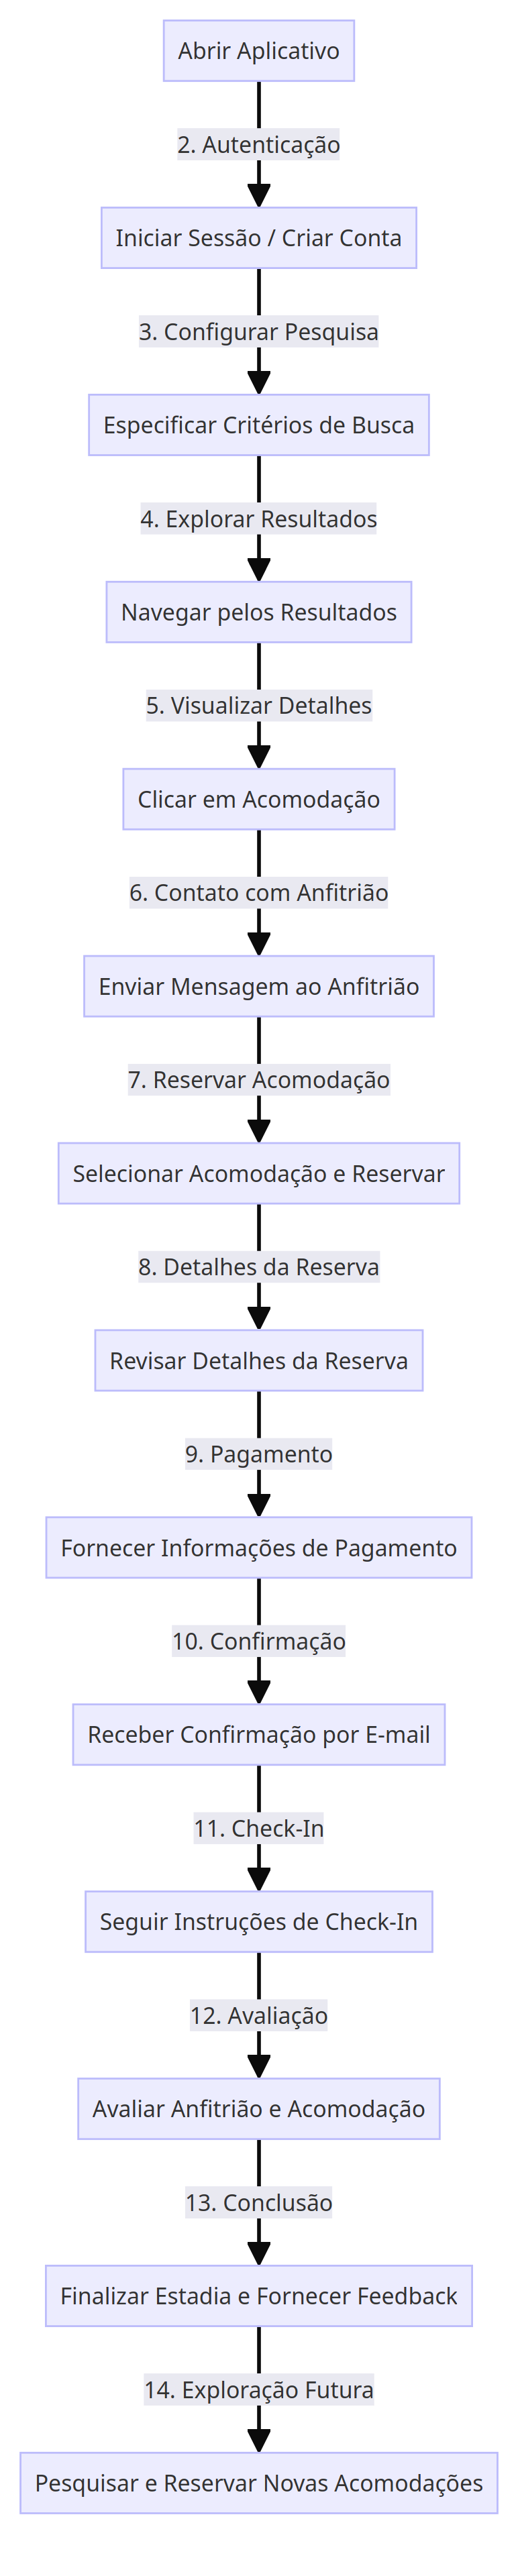 Abrir Aplicativo
2. Autenticação
Iniciar Sessão / Criar Conta
3. Configurar Pesquisa
Especificar Critérios de Busca
4. Explorar Resultados
Navegar pelos Resultados
5. Visualizar Detalhes
Clicar em Acomodação
6. Contato com Anfitrião
Enviar Mensagem ao Anfitrião
7. Reservar Acomodação
Selecionar Acomodação e Reservar
8. Detalhes da Reserva
Revisar Detalhes da Reserva
9. Pagamento
Fornecer Informações de Pagamento
10. Confirmação
Receber Confirmação por E-mail
11. Check-In
Seguir Instruções de Check-In
12. Avaliação
Avaliar Anfitrião e Acomodação
13. Conclusão
Finalizar Estadia e Fornecer Feedback
14. Exploração Futura
Pesquisar e Reservar Novas Acomodações